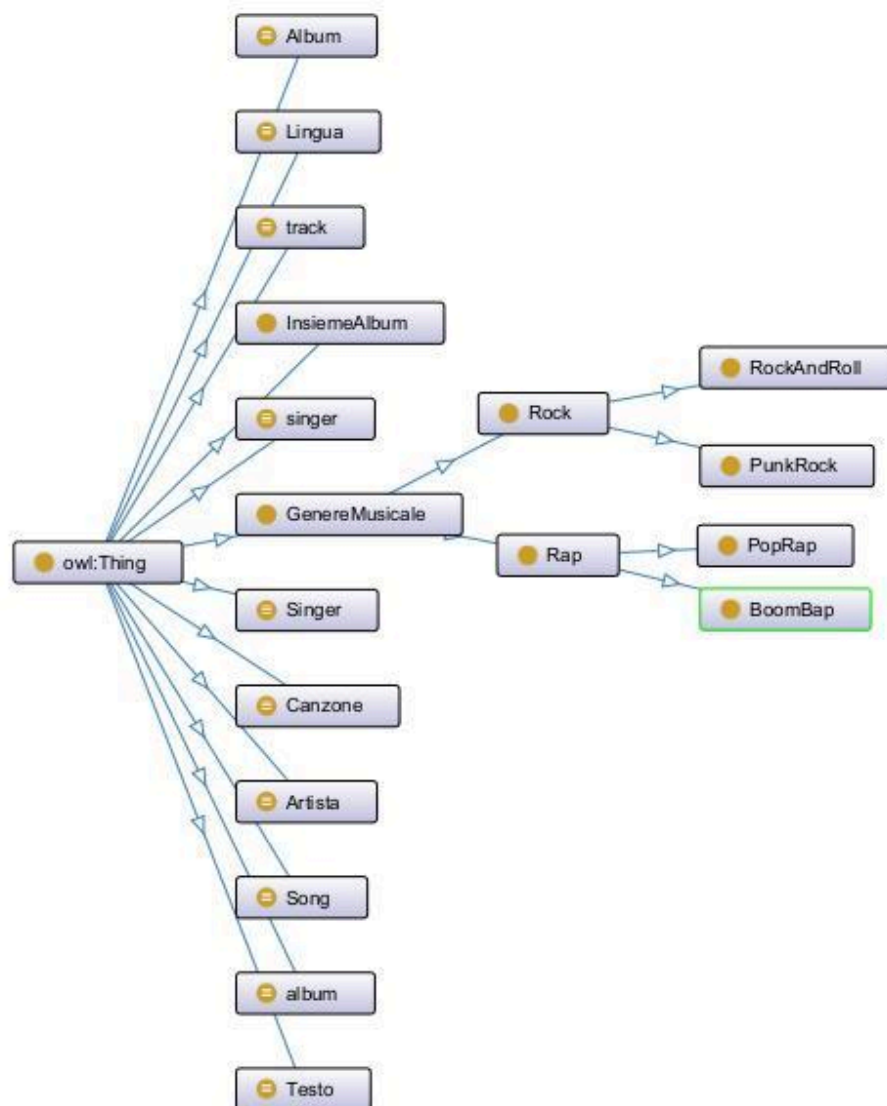 Album
Lingua
track
InsiemeAlbum
singer
GenereMusicale
owl:Thing
Singer
Canzone
Artista
Song
album
Testo
Rock
Rap
RockAndRoll
PunkRock
PopRap
BoomBap